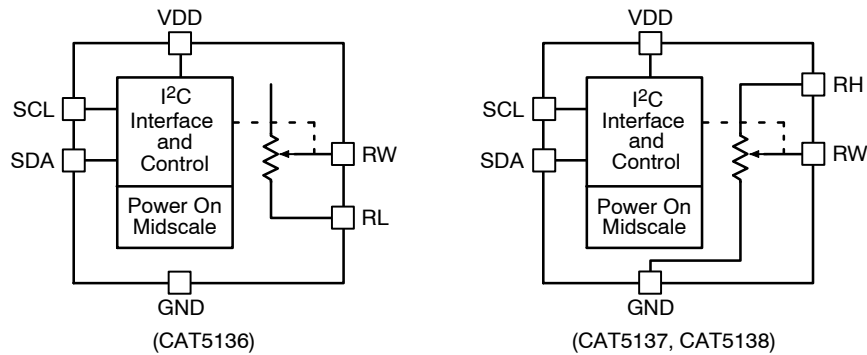 VDD
SCL
SDA
I²C
Interface
and
Control
Power On
Midscale
RW
RL
GND
(CAT5136)
VDD
SCL
SDA
I²C
Interface
and
Control
Power On
Midscale
RH
RW
GND
(CAT5137, CAT5138)